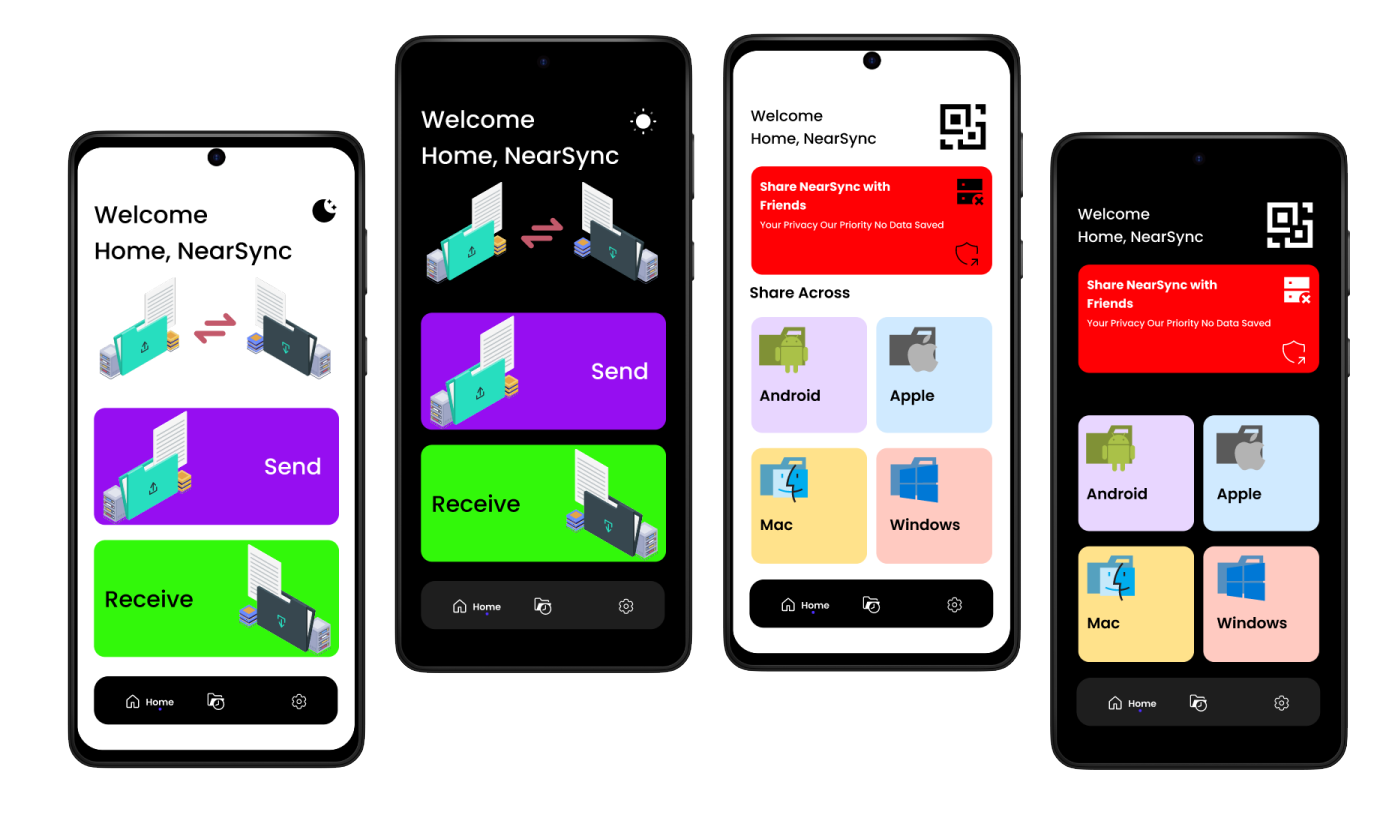 Welcome
Home, NearSync
Send
Receive
Home
Welcome
Home, NearSync
Send
Receive
Home
Welcome
Home, NearSync
Share NearSync with
Friends
Your Privacy Our Priority No Data Saved
Share Across
Android
Apple
Mac
Windows
Home
Welcome
Home, NearSync
Share NearSync with
Friends
Your Privacy Our Priority No Data Saved
Android
Apple
Mac
Windows
Home